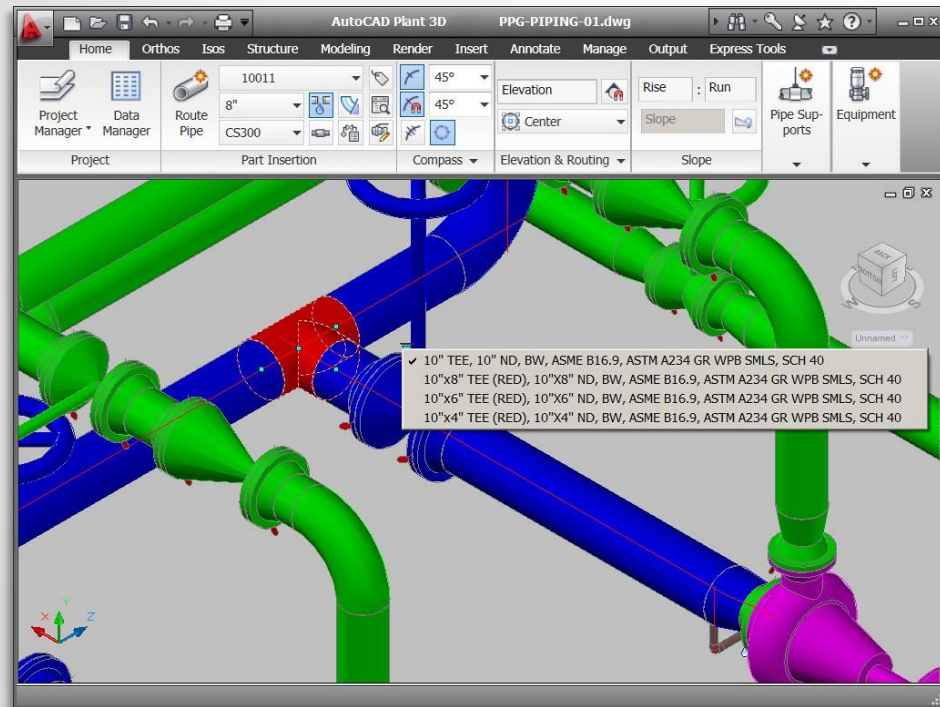 AutoCAD Plant 3D PPG-PIPING-01.dwg
Home Orthos Isos Structure Modeling Render Insert Annotate Manage Output Express Tools
10011 45° Elevation Rise : Run
8" 45° Center Slope
CS300
Project Manager
Data Manager
Route Pipe
Pipe Sup-
ports
Equipment
Project Part Insertion Compass Elevation & Routing Slope
BACK
Unnamed
W S
✓ 10" TEE, 10" ND, BW, ASME B16.9, ASTM A234 GR WPB SMLS, SCH 40
10"x8" TEE (RED), 10"X8" ND, BW, ASME B16.9, ASTM A234 GR WPB SMLS, SCH 40
10"x6" TEE (RED), 10"X6" ND, BW, ASME B16.9, ASTM A234 GR WPB SMLS, SCH 40
10"x4" TEE (RED), 10"X4" ND, BW, ASME B16.9, ASTM A234 GR WPB SMLS, SCH 40
Y
X Z